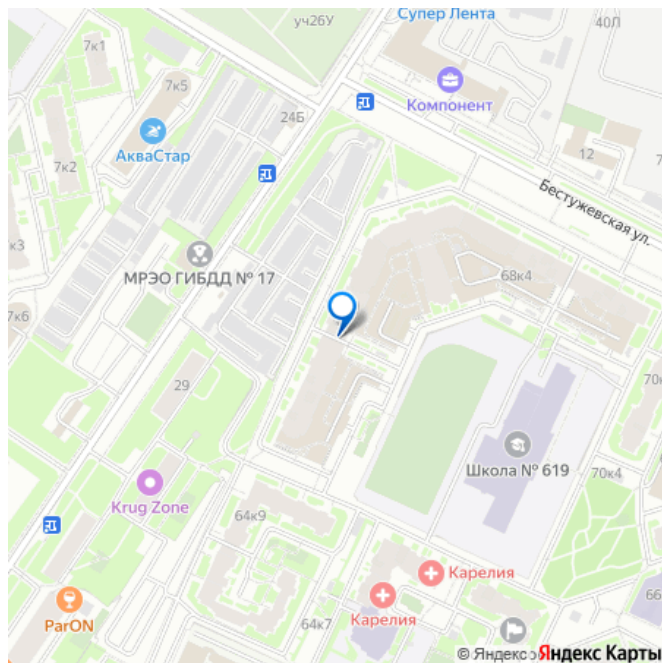 Супер Лента
уч26У
40Л
7к1
7к5
Компонент
24Б
АкваСтар
12
7к2
Бестужевская ул.
к3
МРЭО ГИБДД № 17
68к4
7к6
29
70к
Школа № 619
70к4
Krug Zone
64к9
Карелия
66
ParON
Карелия
64к7
© Яндекс
Яндекс Карты